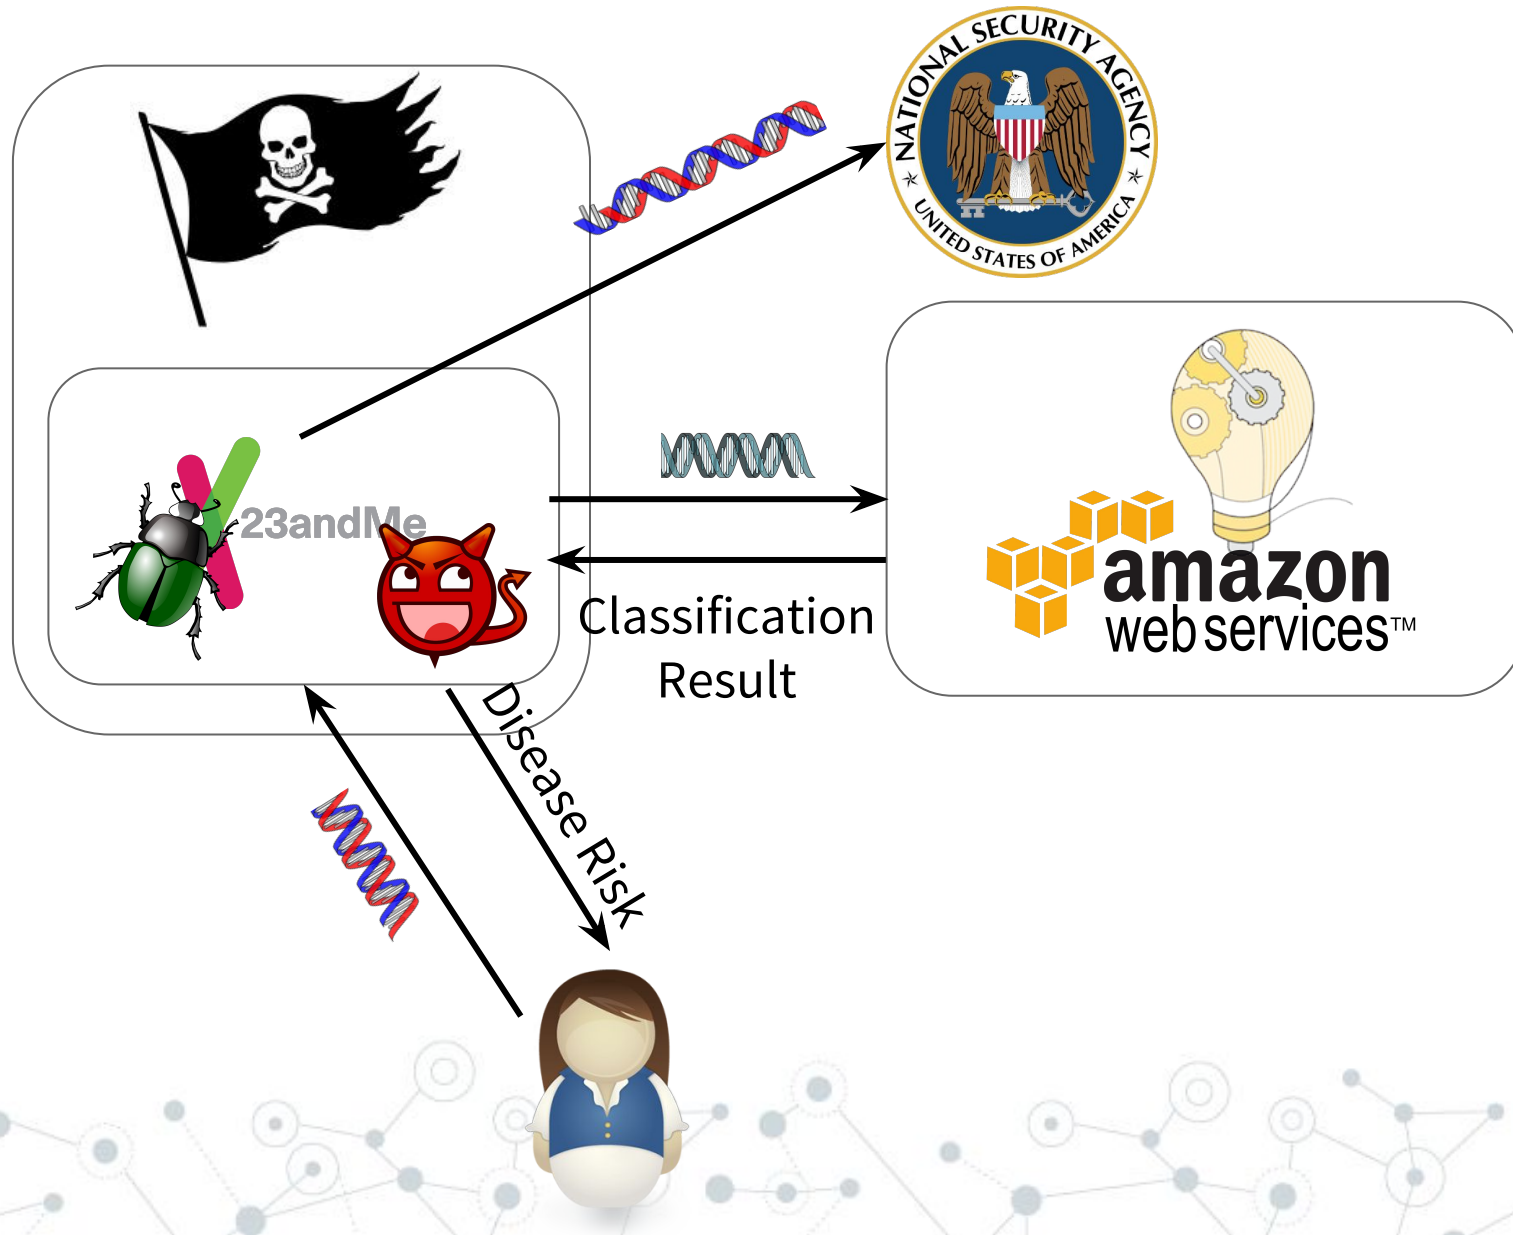 NATIONAL SECURITY AGENCY
UNITED STATES OF AMERICA
23andMe
amazon
web services™
Classification
Result
Disease Risk